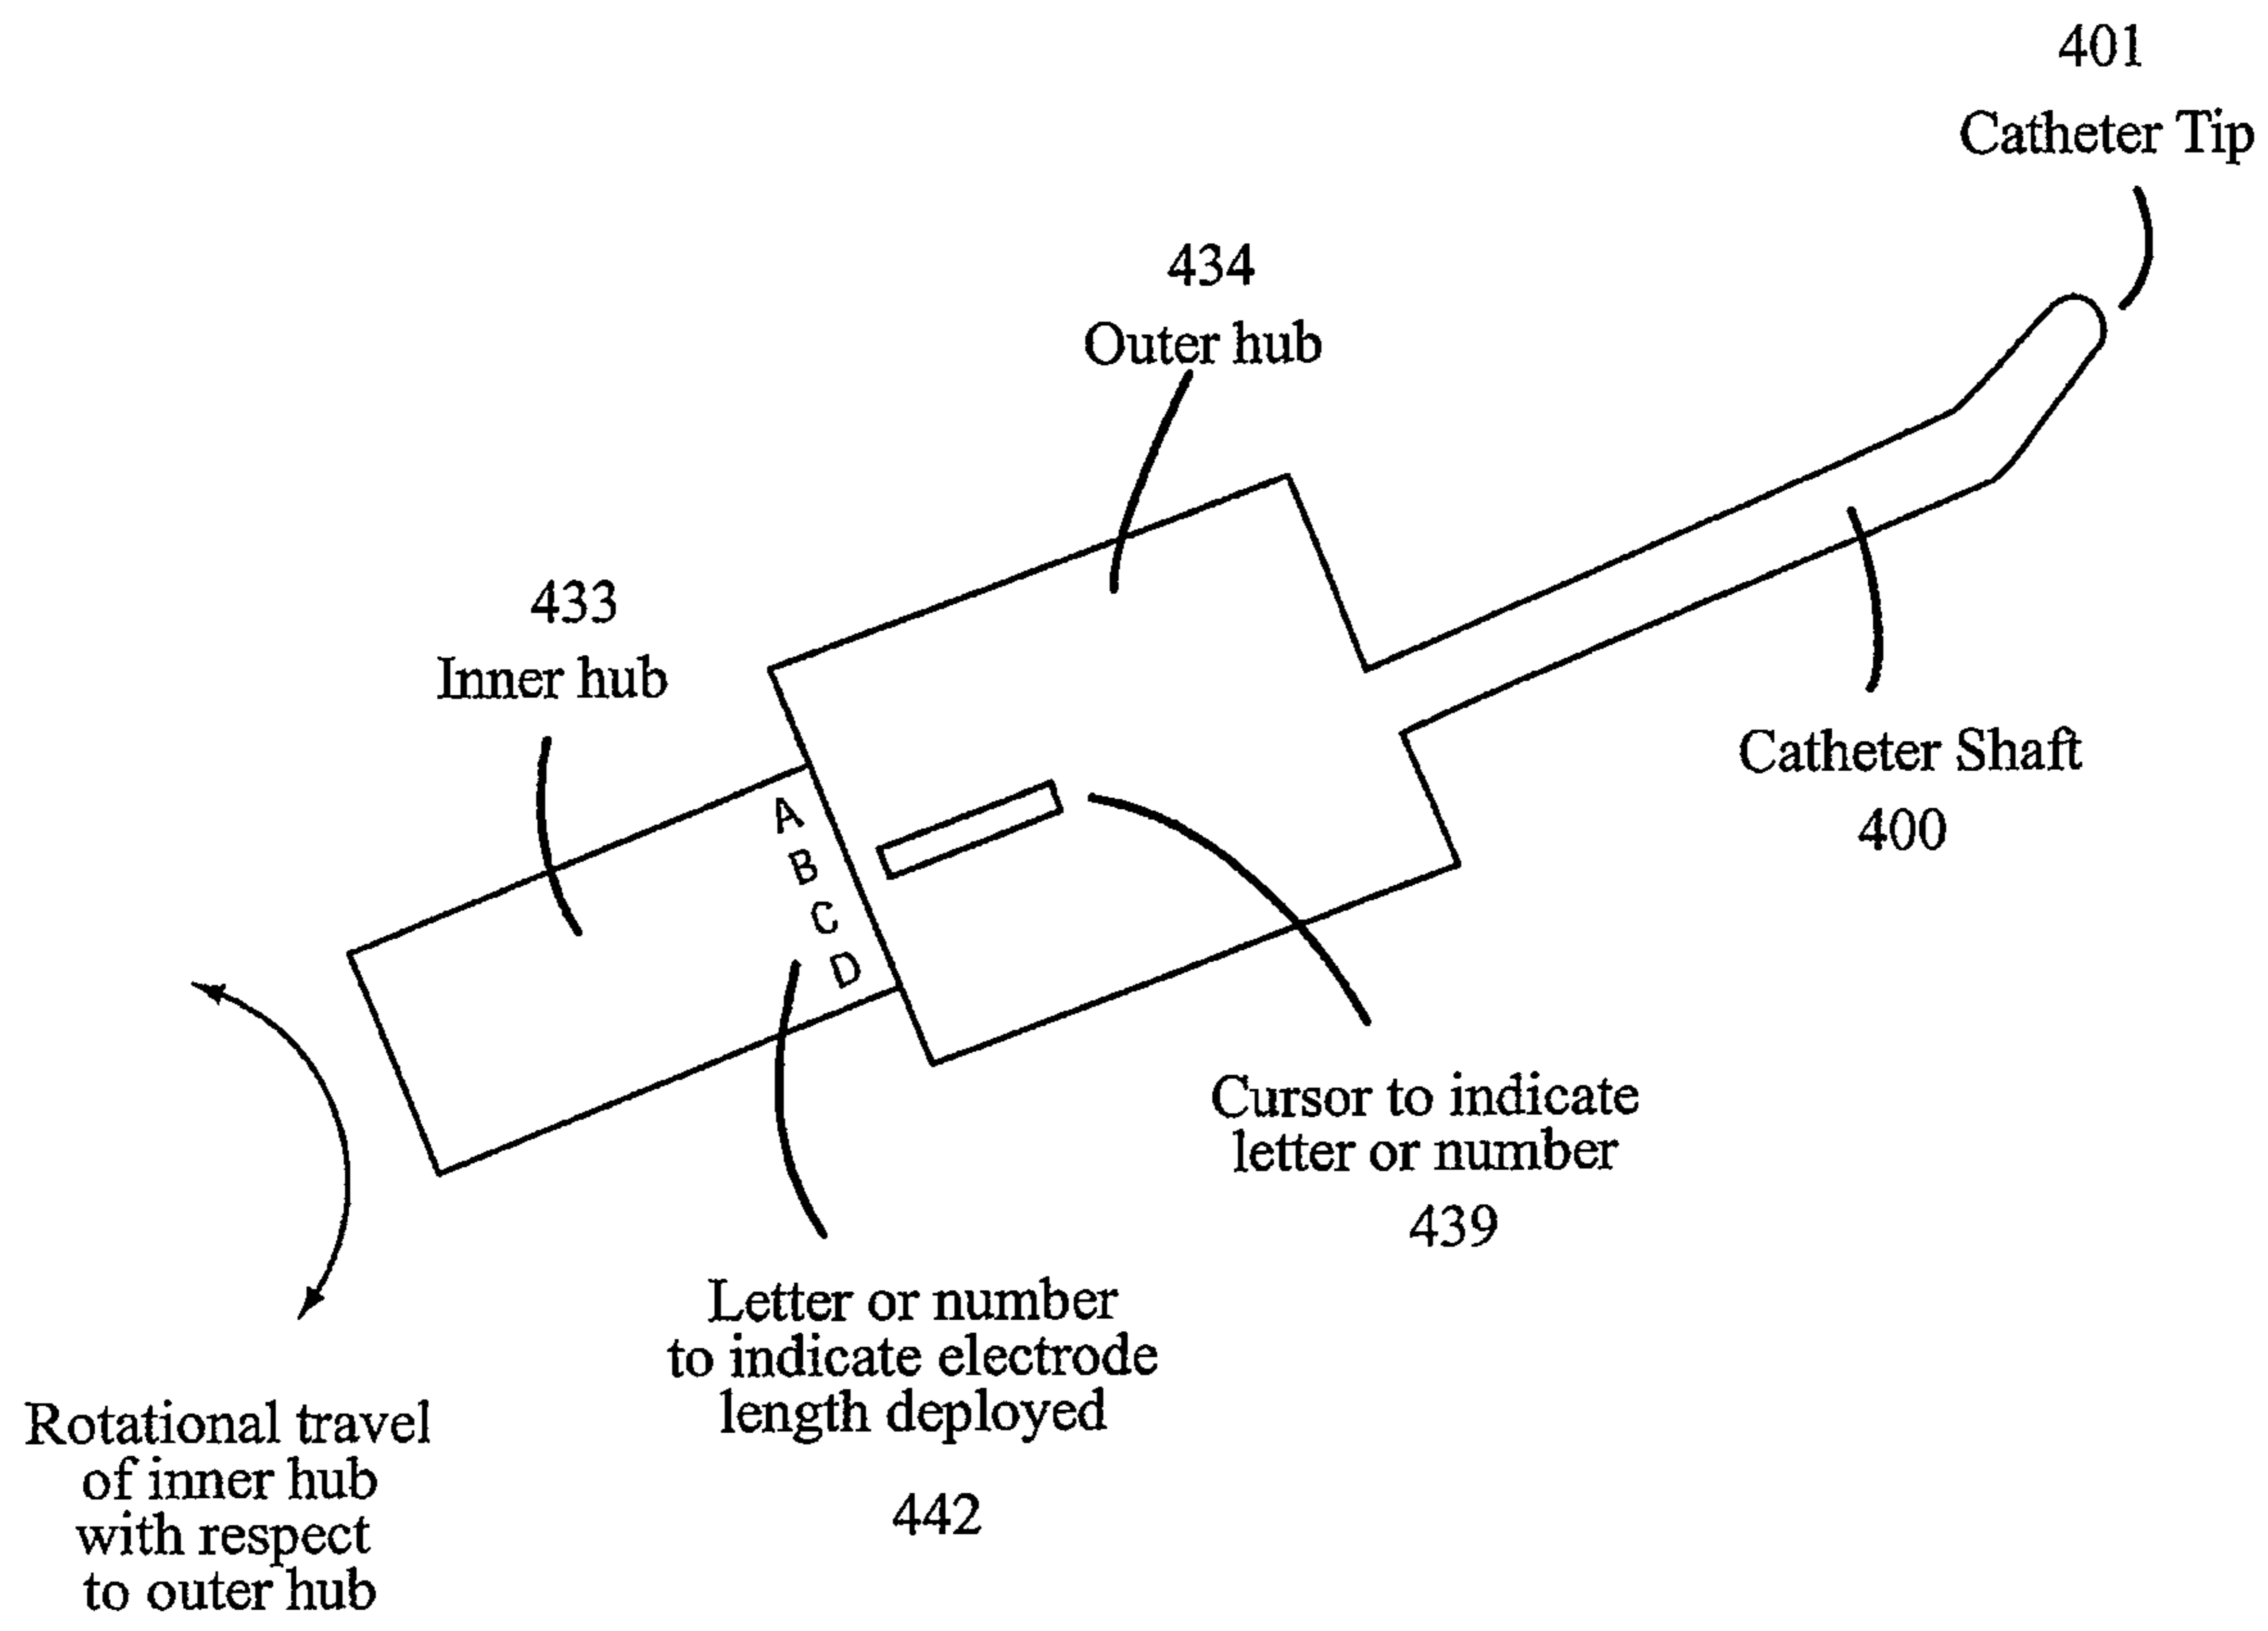 401
Catheter Tip
434
Outer hub
433
Inner hub
Catheter Shaft
400
A
B
C
D
Cursor to indicate
letter or number
439
Letter or number
to indicate electrode
length deployed
442
Rotational travel
of inner hub
with respect
to outer hub